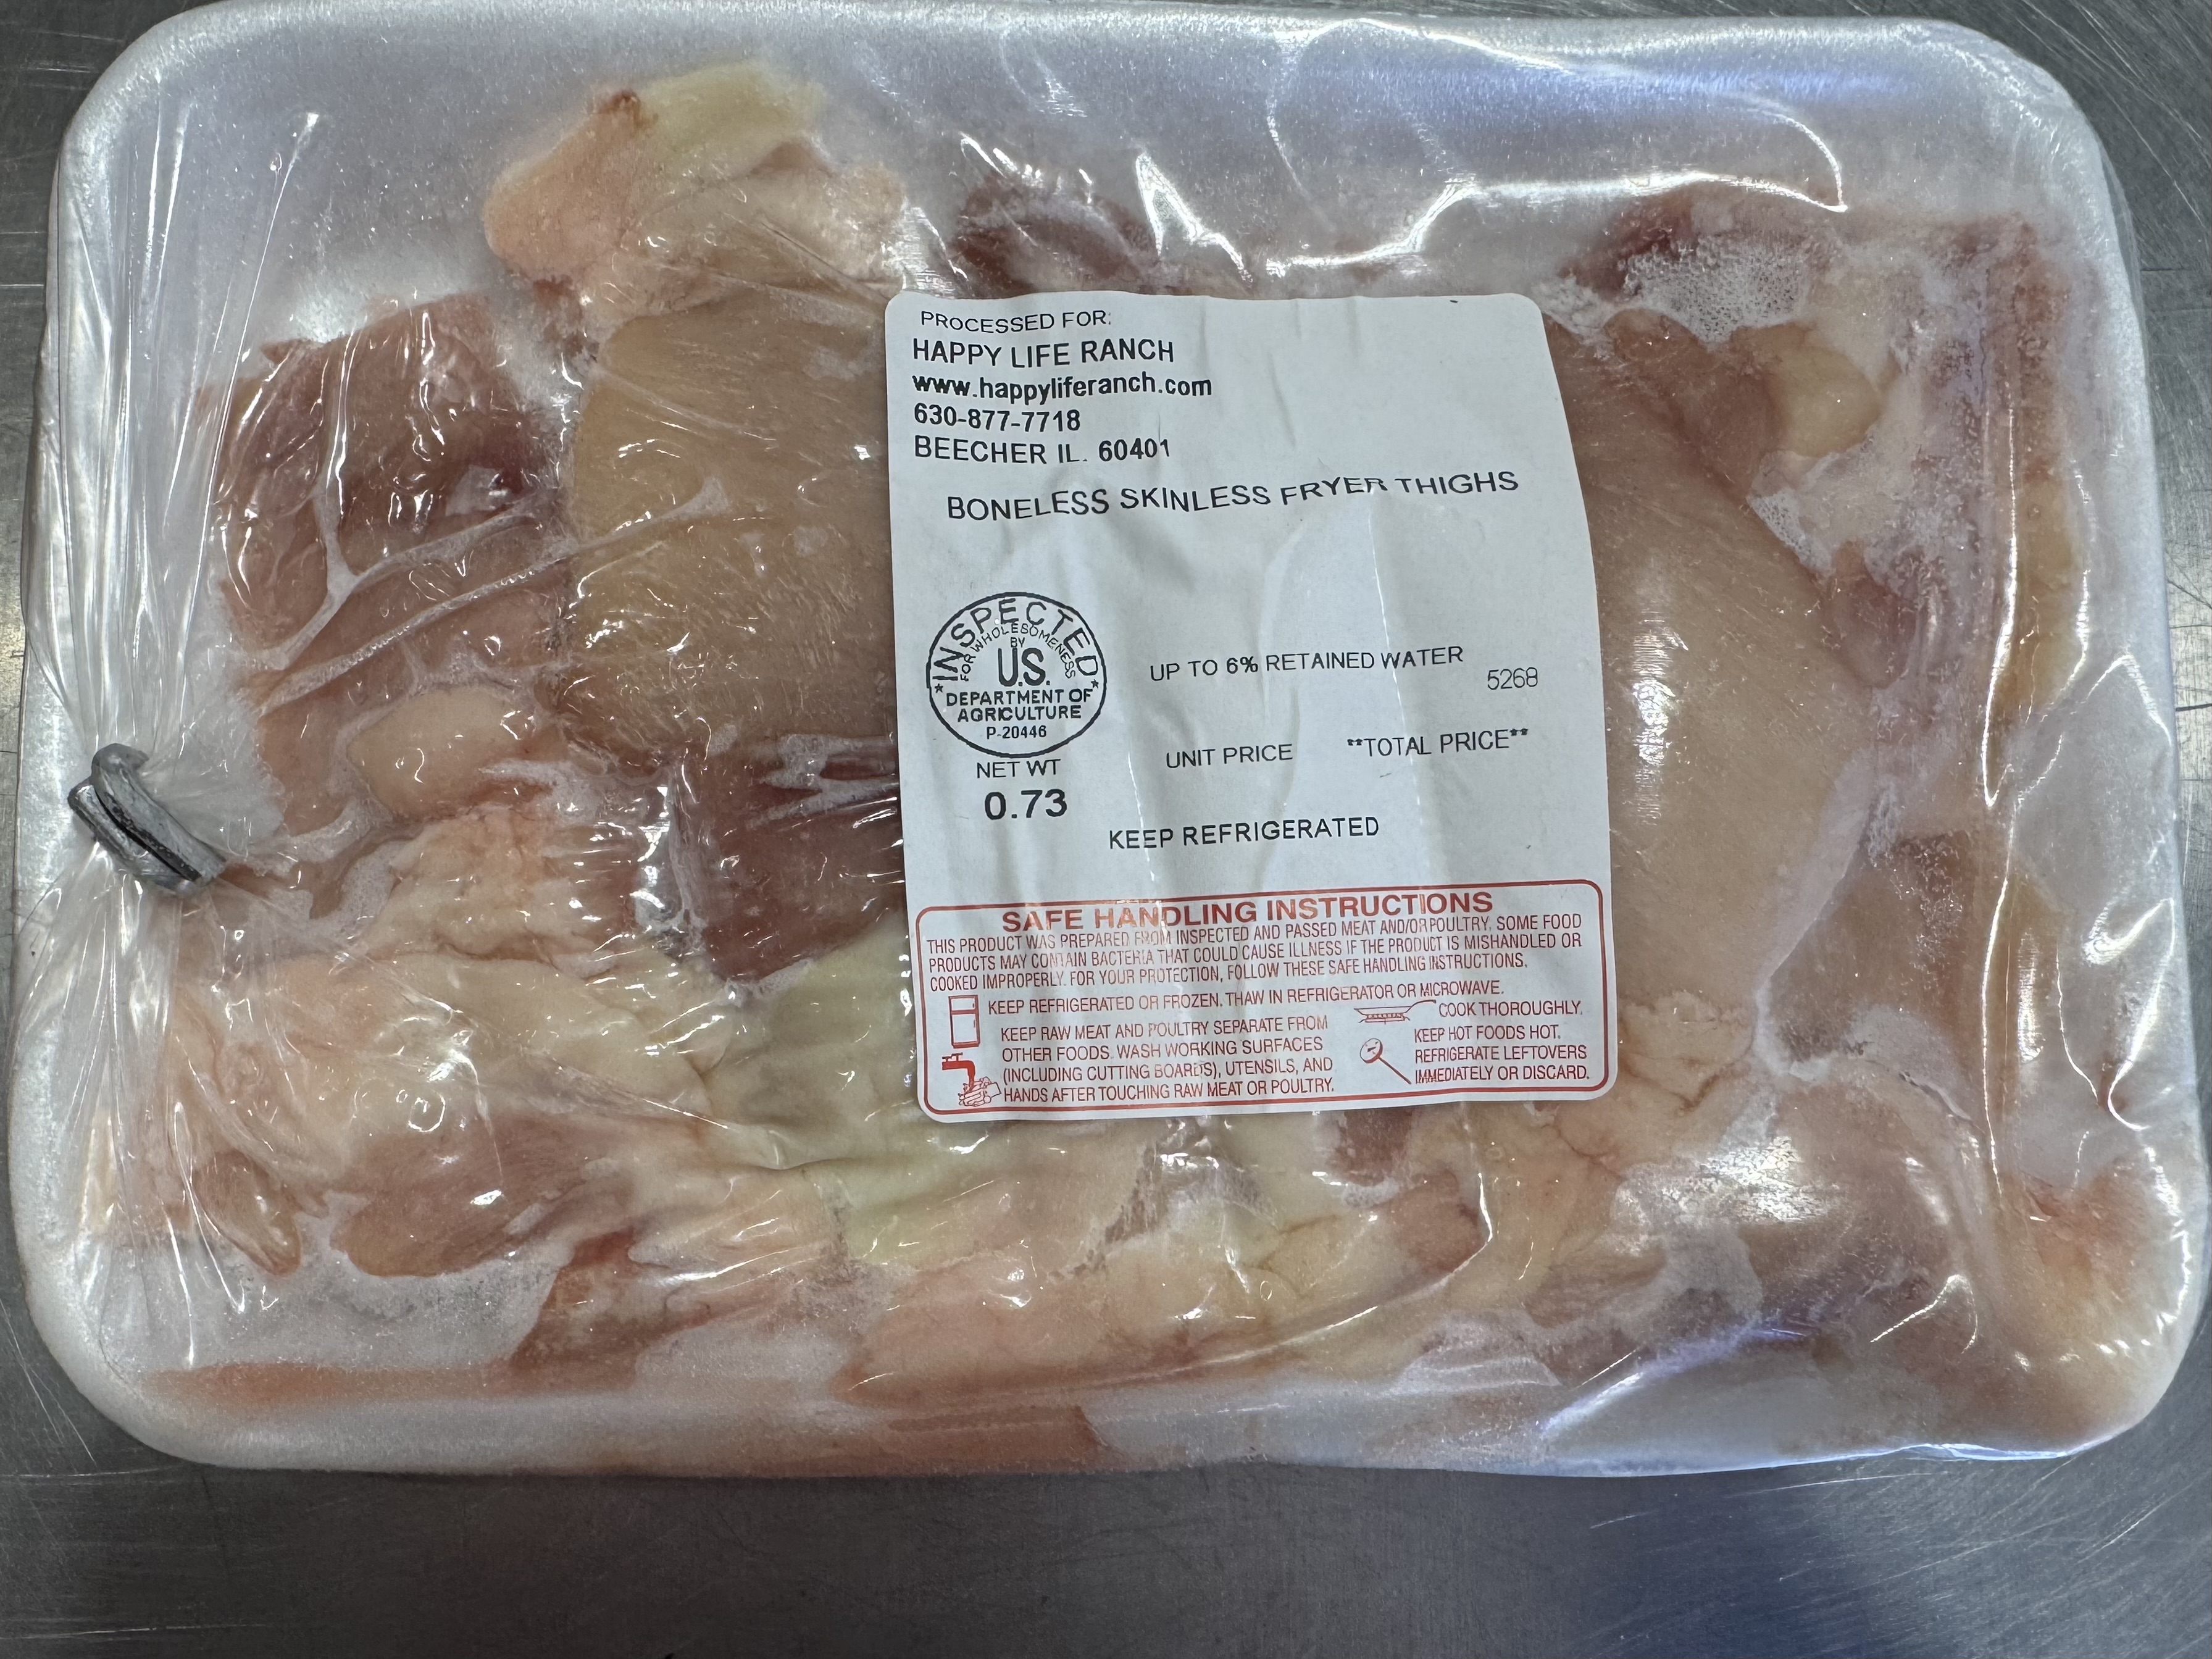 PROCESSED FOR:
HAPPY LIFE RANCH
www.happyliferanch.com
630-877-7718
BEECHER IL. 60401
BONELESS SKINLESS FRYER THIGHS
INSPECTED
FOR WHOLESOMENESS
BY
U.S.
DEPARTMENT OF
AGRICULTURE
P-20446
UP TO 6% RETAINED WATER
5268
UNIT PRICE **TOTAL PRICE**
NET WT
0.73
KEEP REFRIGERATED
SAFE HANDLING INSTRUCTIONS
THIS PRODUCT WAS PREPARED FROM INSPECTED AND PASSED MEAT AND/OR POULTRY. SOME FOOD
PRODUCTS MAY CONTAIN BACTERIA THAT COULD CAUSE ILLNESS IF THE PRODUCT IS MISHANDLED OR
COOKED IMPROPERLY. FOR YOUR PROTECTION, FOLLOW THESE SAFE HANDLING INSTRUCTIONS.
KEEP REFRIGERATED OR FROZEN. THAW IN REFRIGERATOR OR MICROWAVE.
KEEP RAW MEAT AND POULTRY SEPARATE FROM
OTHER FOODS. WASH WORKING SURFACES
(INCLUDING CUTTING BOARDS), UTENSILS, AND
HANDS AFTER TOUCHING RAW MEAT OR POULTRY.
COOK THOROUGHLY.
KEEP HOT FOODS HOT.
REFRIGERATE LEFTOVERS
IMMEDIATELY OR DISCARD.